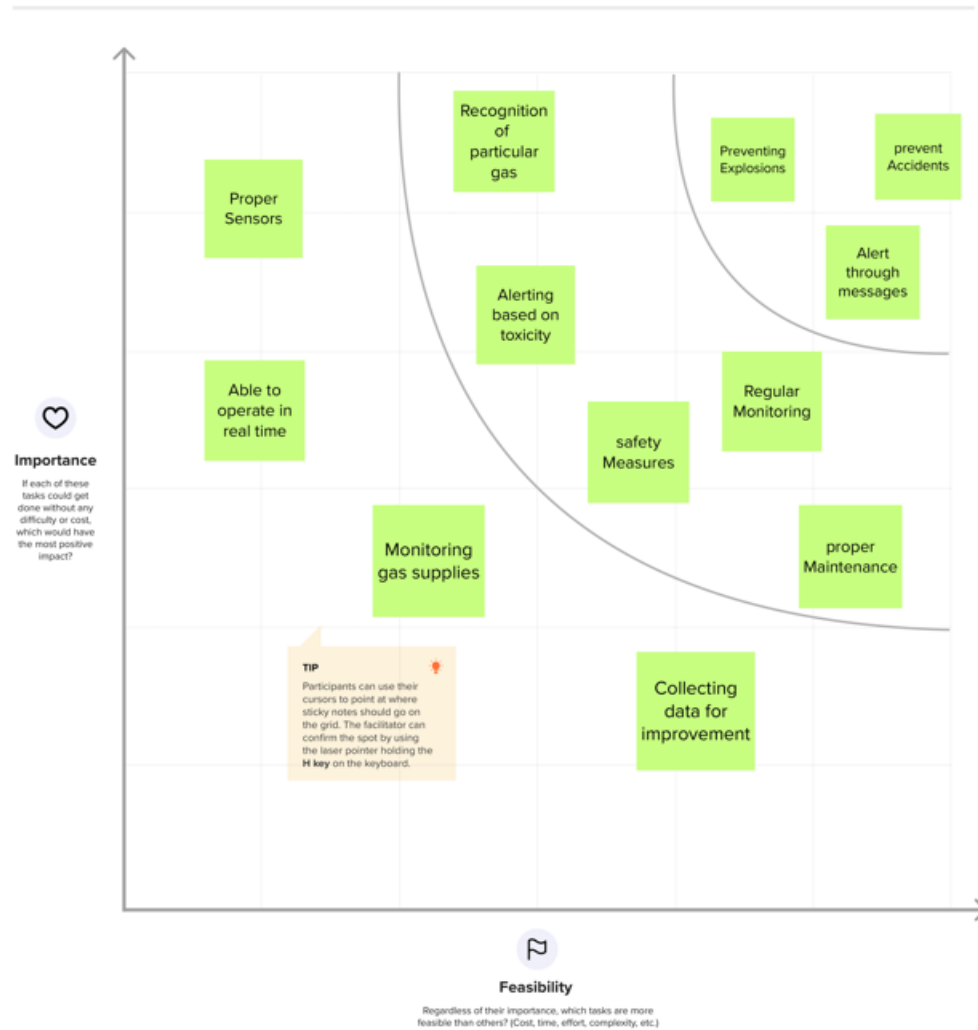 Recognition
of
particular
gas
Preventing
Explosions
prevent
Accidents
Proper
Sensors
Alert
through
messages
Alerting
based on
toxicity
Able to
operate in
real time
Regular
Monitoring
safety
Measures
Importance
If each of these
tasks could get
done without any
difficulty or cost,
which would have
the most positive
impact?
Monitoring
gas supplies
proper
Maintenance
TIP
Participants can use their
cursors to point at where
sticky notes should go on
the grid. The facilitator can
confirm the spot by using
the laser pointer holding the
H key on the keyboard.
Collecting
data for
improvement
Feasibility
Regardless of their importance, which tasks are more
feasible than others? (Cost, time, effort, complexity, etc.)